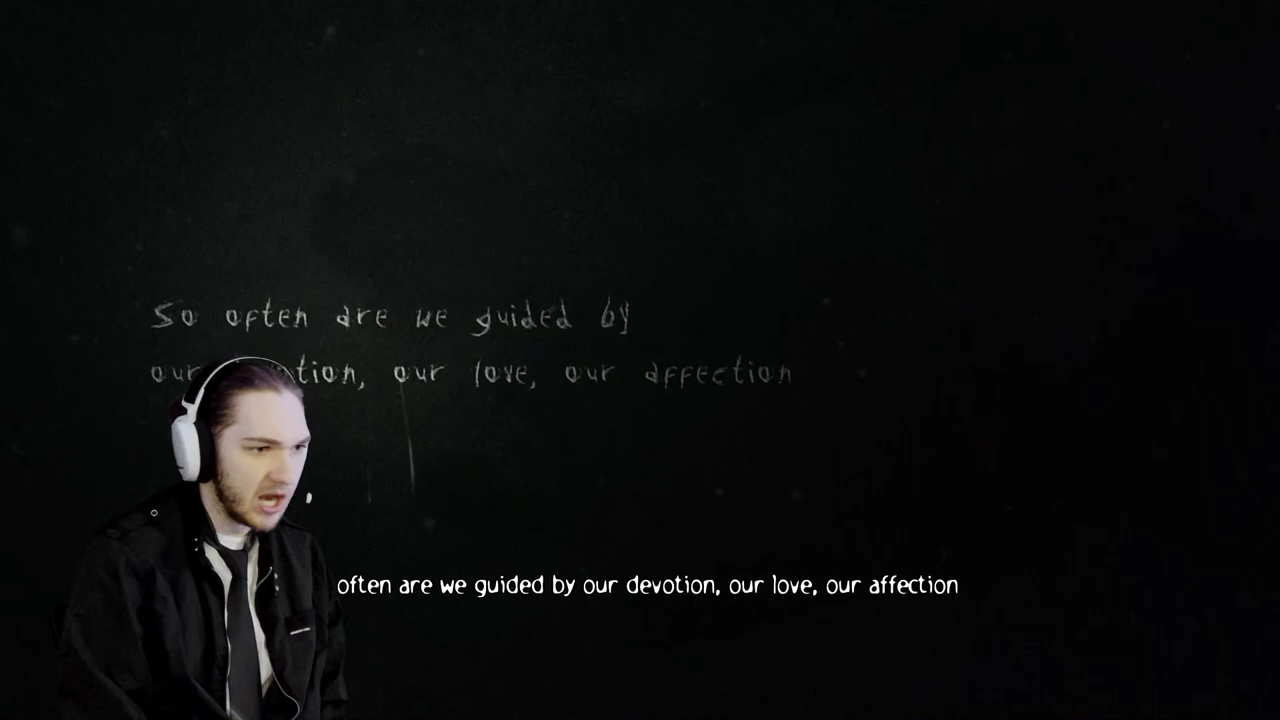 So often are we guided by
our tion, our love, our affection
often are we guided by our devotion, our love, our affection